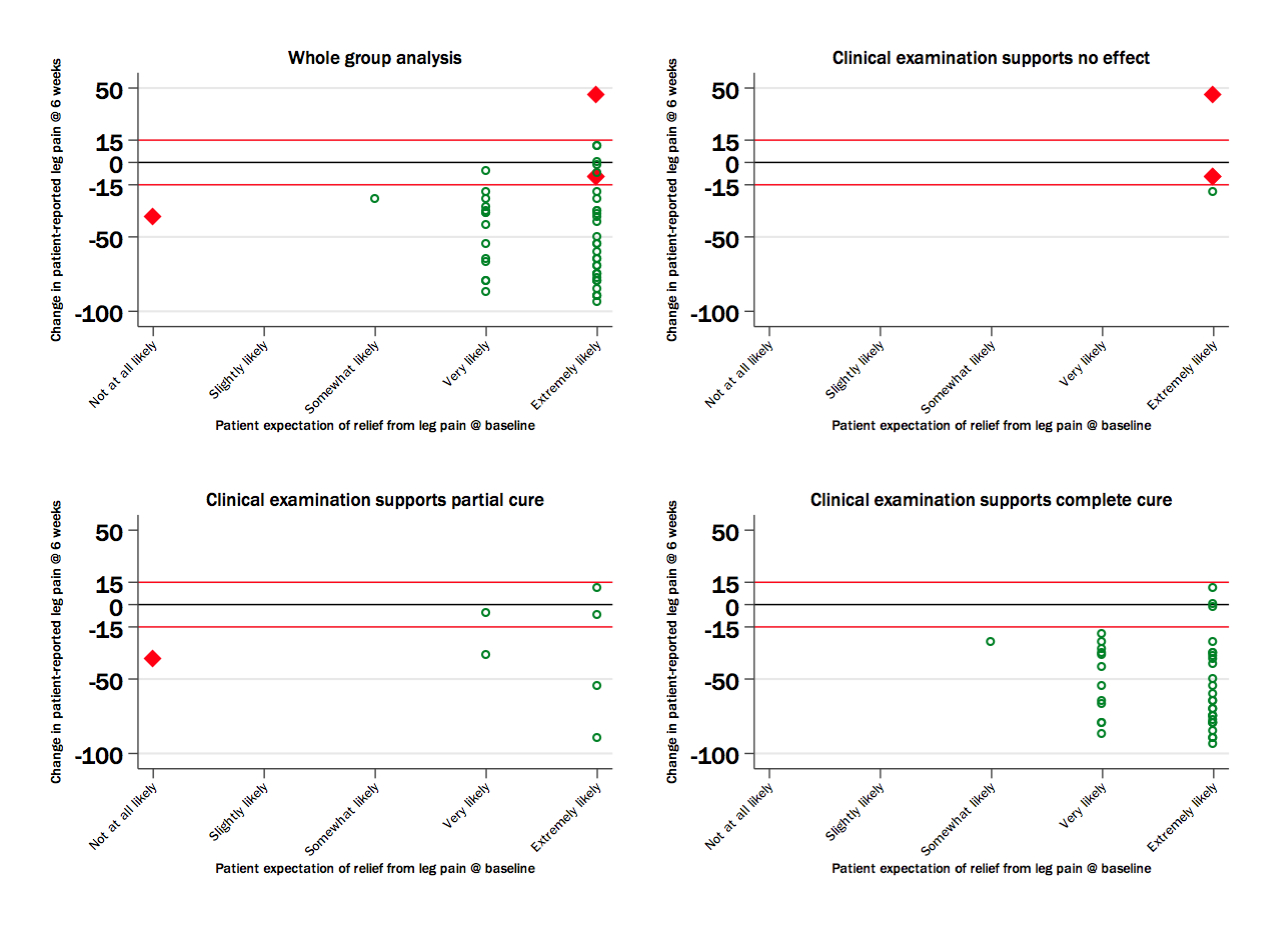 Whole group analysis
Change in patient-reported leg pain @ 6 weeks
50
15
0
-15
-50
-100
Not at all likely
Slightly likely
Somewhat likely
Very likely
Extremely likely
Patient expectation of relief from leg pain @ baseline
Clinical examination supports no effect
Change in patient-reported leg pain @ 6 weeks
50
15
0
-15
-50
-100
Not at all likely
Slightly likely
Somewhat likely
Very likely
Extremely likely
Patient expectation of relief from leg pain @ baseline
Clinical examination supports partial cure
Change in patient-reported leg pain @ 6 weeks
50
15
0
-15
-50
-100
Not at all likely
Slightly likely
Somewhat likely
Very likely
Extremely likely
Patient expectation of relief from leg pain @ baseline
Clinical examination supports complete cure
Change in patient-reported leg pain @ 6 weeks
50
15
0
-15
-50
-100
Not at all likely
Slightly likely
Somewhat likely
Very likely
Extremely likely
Patient expectation of relief from leg pain @ baseline